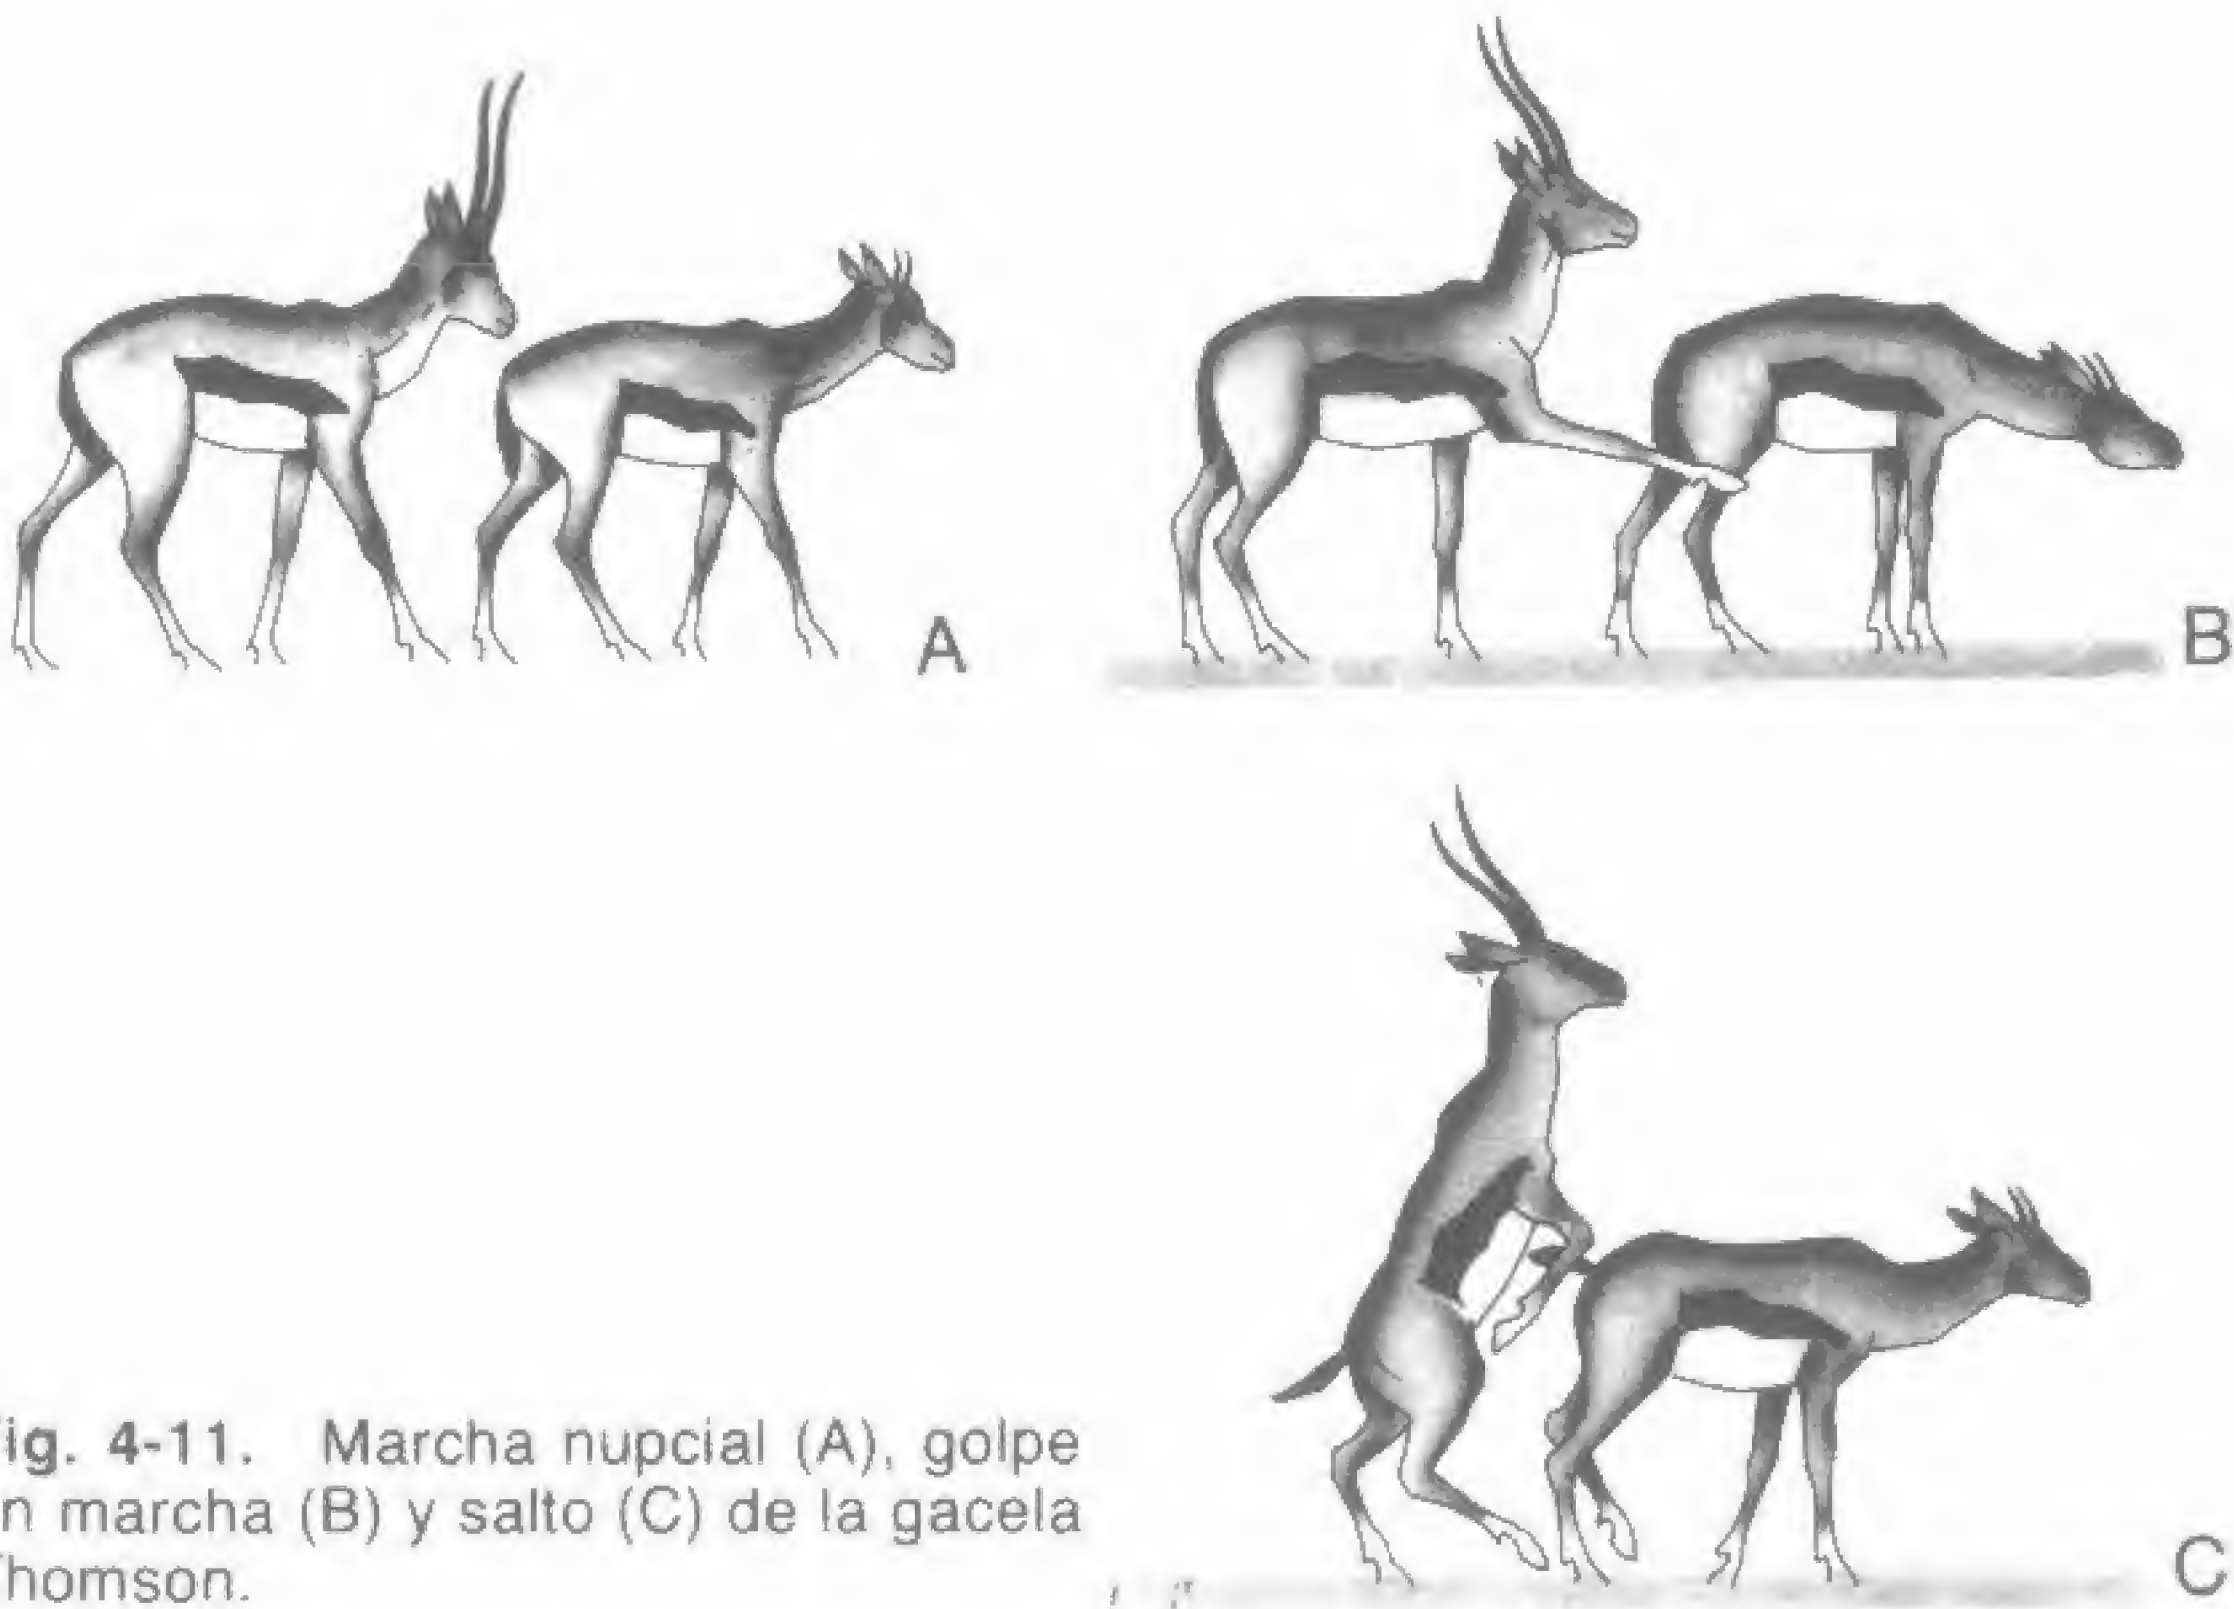 A
B
ig. 4-11. Marcha nupcial (A), golpe
n marcha (B) y salto (C) de la gacela
homson.
C